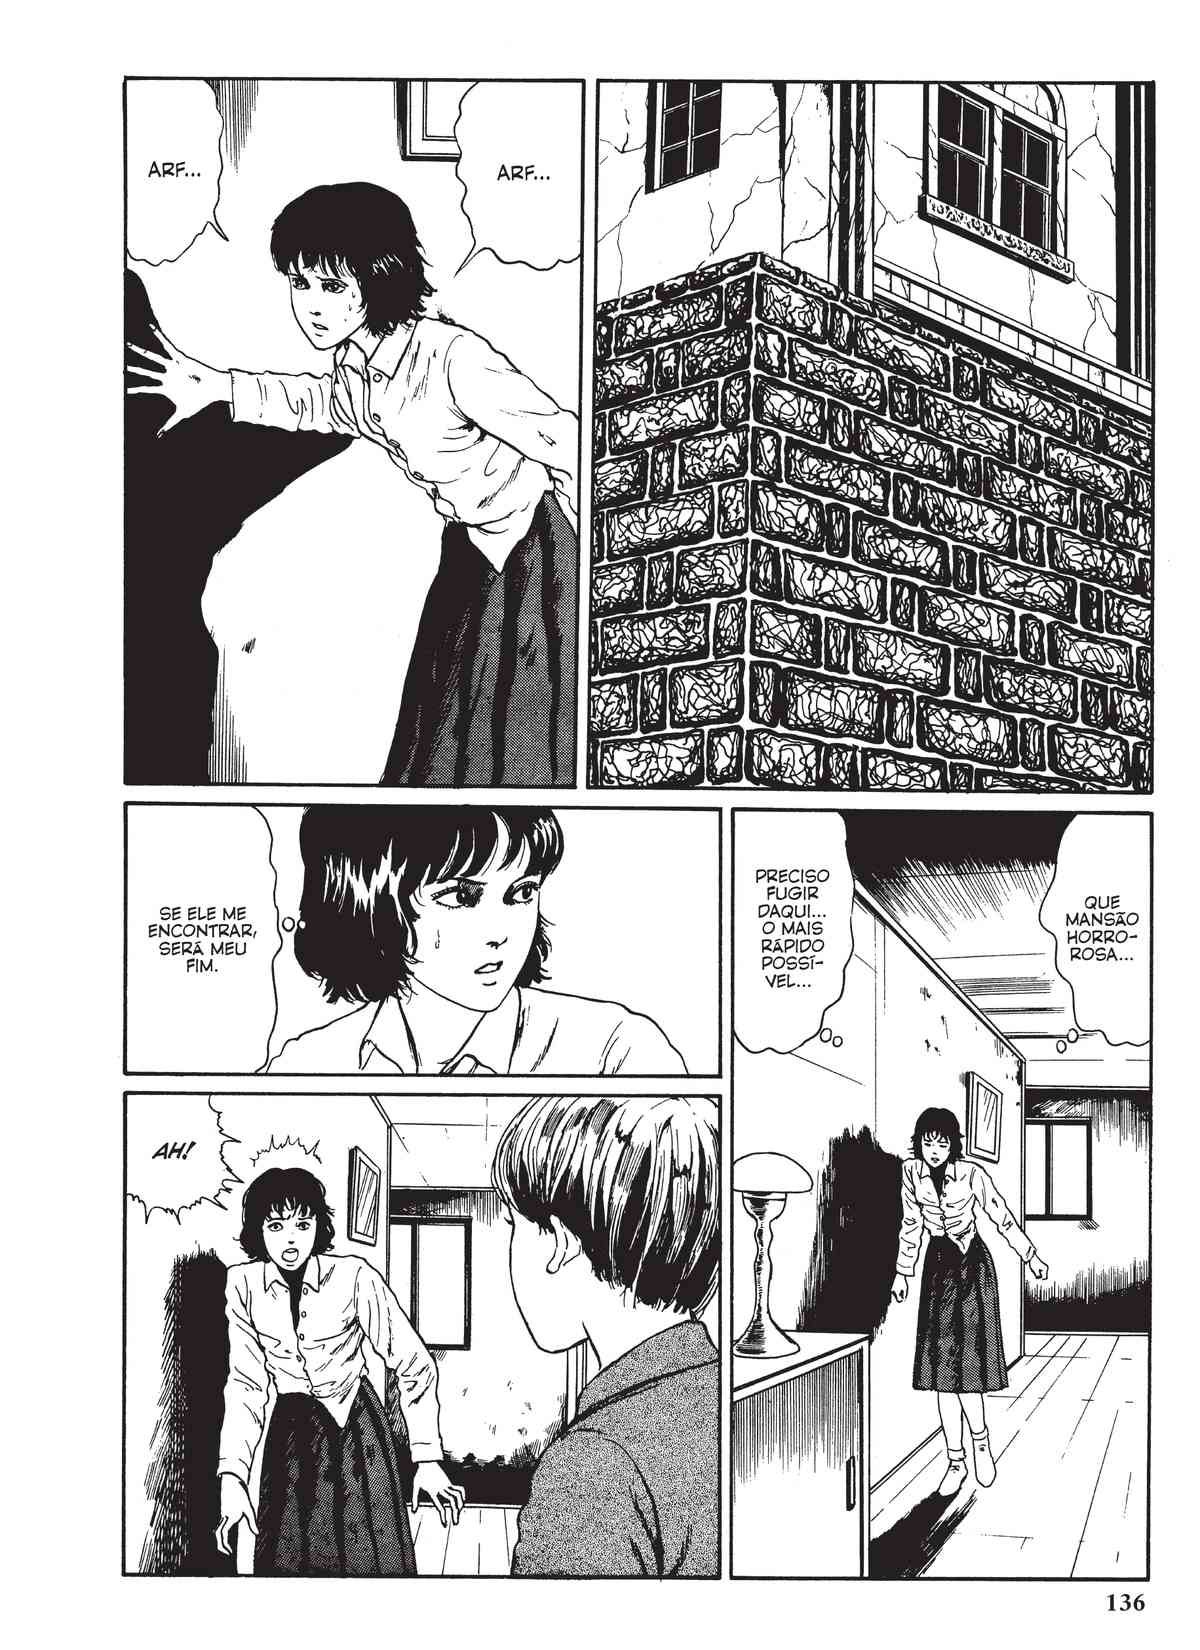 ARF...
ARF...
QUE
MANSÃO
HORRO-
ROSA...
PRECISO
FUGIR
DAQUI...
O MAIS
RÁPIDO
POSSÍ-
VEL...
SE ELE ME
ENCONTRAR,
SERÁ MEU
FIM.
AH!
136